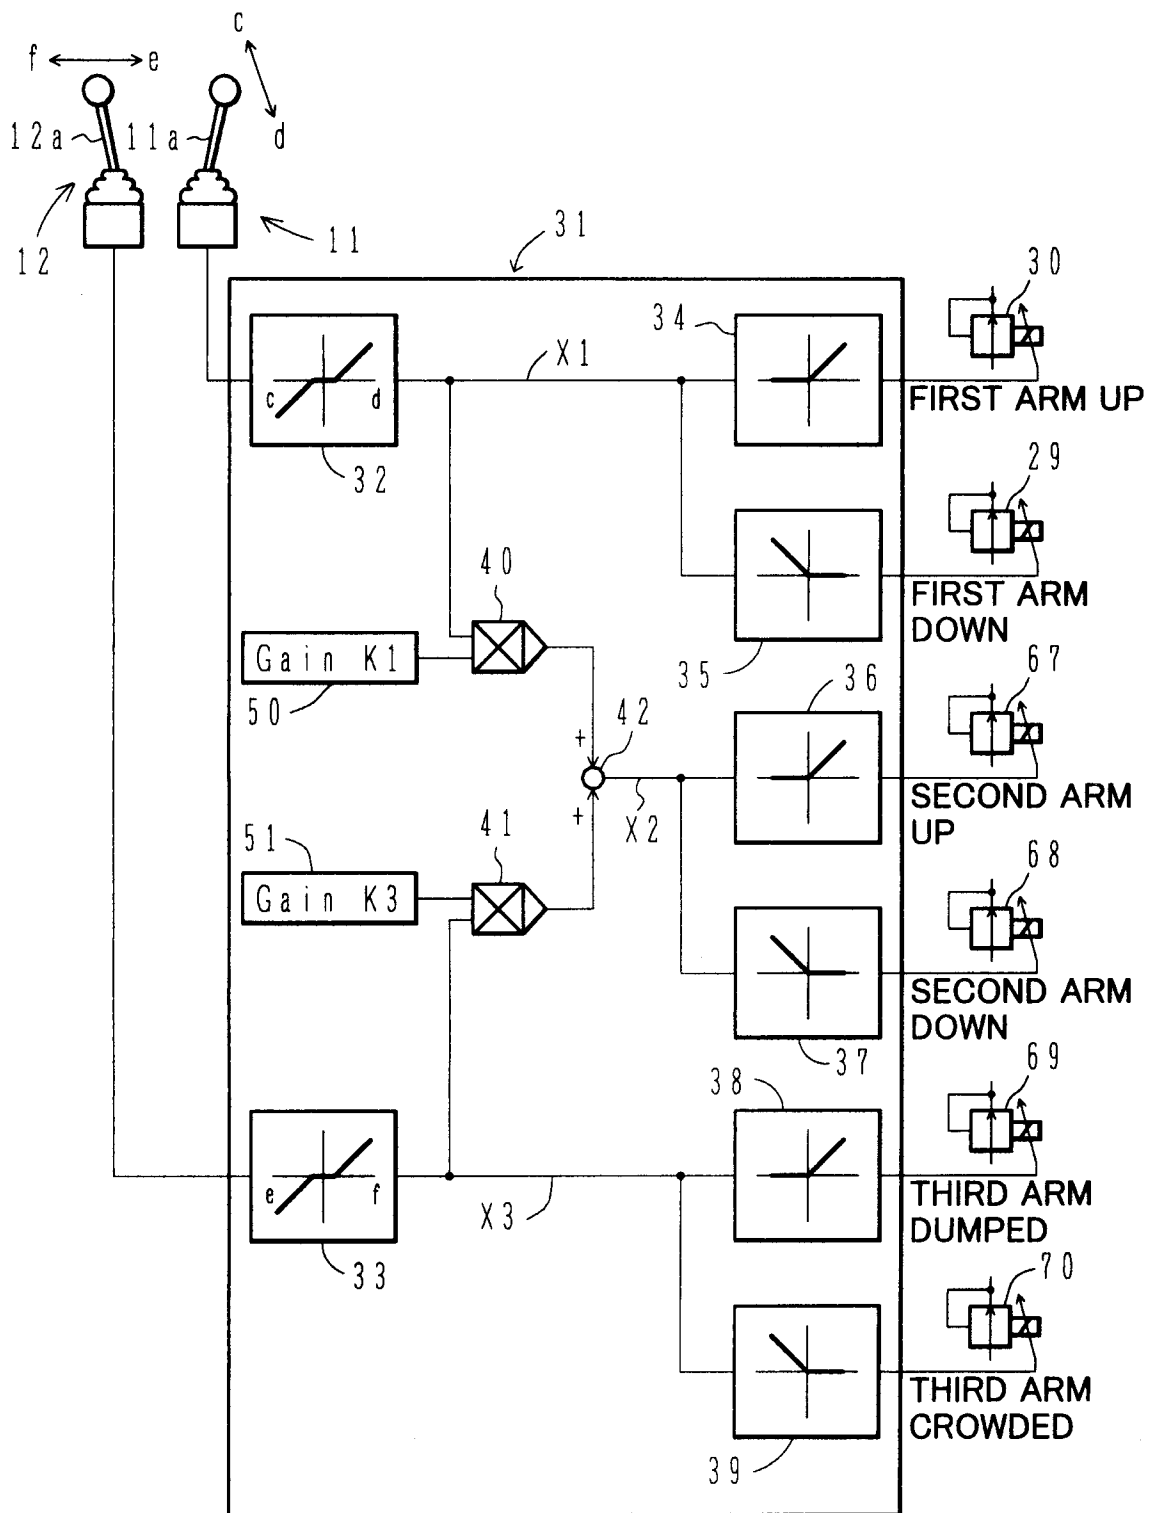 c
f e
12a 11a d
12 11 31
30
34
X1
c d
FIRST ARM UP
32
29
40
FIRST ARM
DOWN
Gain K1
50
35 36 67
42
+
+
X2
SECOND ARM
UP
51 41
68
Gain K3
SECOND ARM
DOWN
37
38 69
e f
X3
THIRD ARM
DUMPED
33
70
THIRD ARM
CROWDED
39